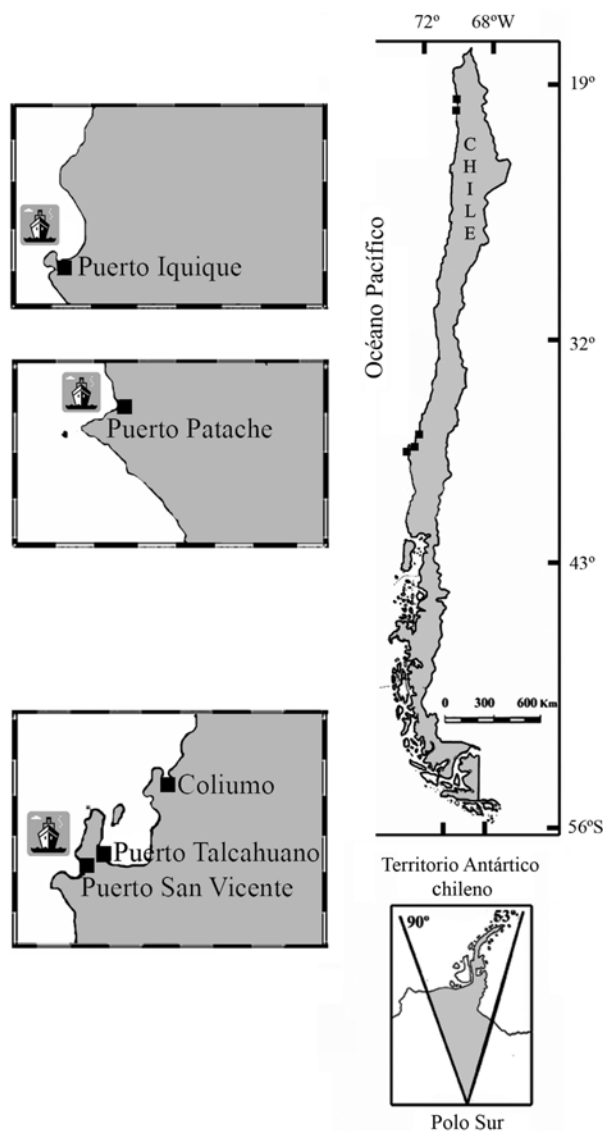 72º 68ºW
19º
CHILE
Océano Pacífico
32º
43º
0 300 600 Km
56ºS
Puerto Iquique
Puerto Patache
Coliumo
Puerto Talcahuano
Puerto San Vicente
Territorio Antártico
chileno
90º 53º
Polo Sur